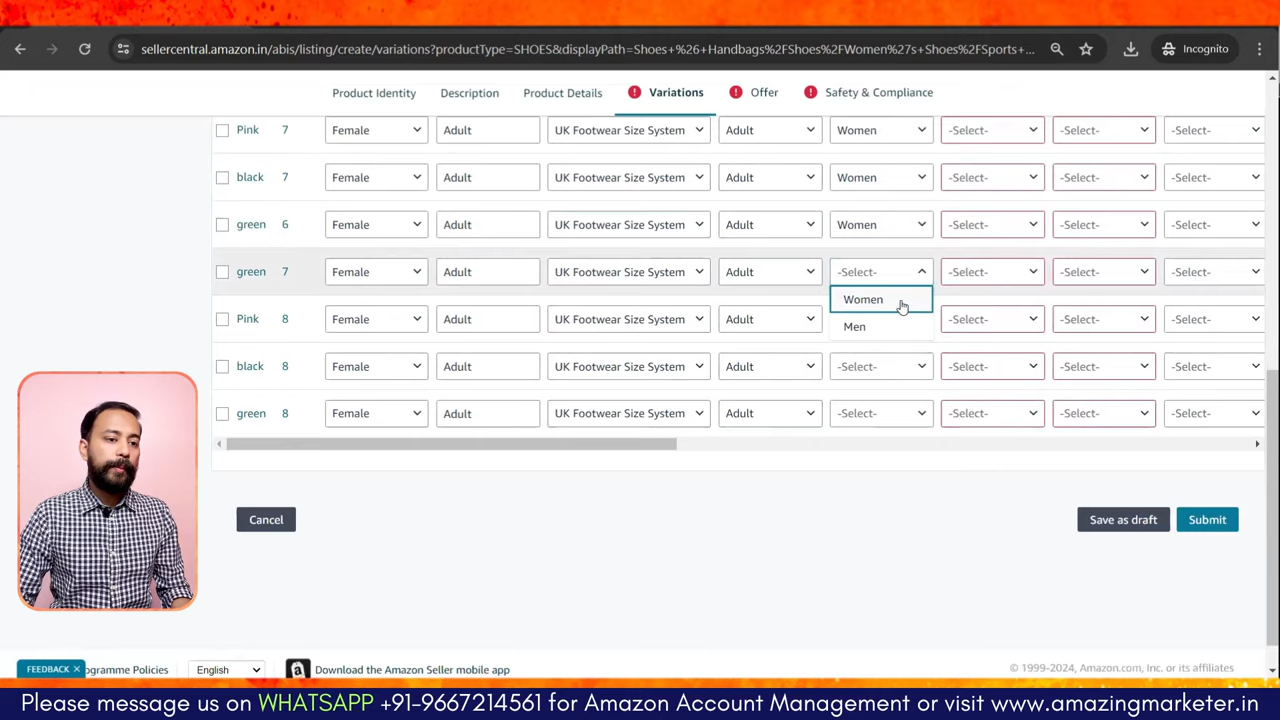 sellercentral.amazon.in/abis/listing/create/variations?productType=SHOES&displayPath=Shoes+%26+Handbags%2FShoes%2FWomen%27s+Shoes%2FSports+...
Incognito
Product Identity Description Product Details Variations Offer Safety & Compliance
Pink 7 Female Adult UK Footwear Size System Adult Women -Select- -Select- -Select-
black 7 Female Adult UK Footwear Size System Adult Women -Select- -Select- -Select-
green 6 Female Adult UK Footwear Size System Adult Women -Select- -Select- -Select-
green 7 Female Adult UK Footwear Size System Adult -Select- -Select- -Select- -Select-
Women
Pink 8 Female Adult UK Footwear Size System Adult -Select- -Select- -Select-
Men
black 8 Female Adult UK Footwear Size System Adult -Select- -Select- -Select- -Select-
green 8 Female Adult UK Footwear Size System Adult -Select- -Select- -Select- -Select-
Cancel Save as draft Submit
FEEDBACK × ogramme Policies English a Download the Amazon Seller mobile app © 1999-2024, Amazon.com, Inc. or its affiliates
Please message us on WHATSAPP +91-9667214561 for Amazon Account Management or visit www.amazingmarketer.in